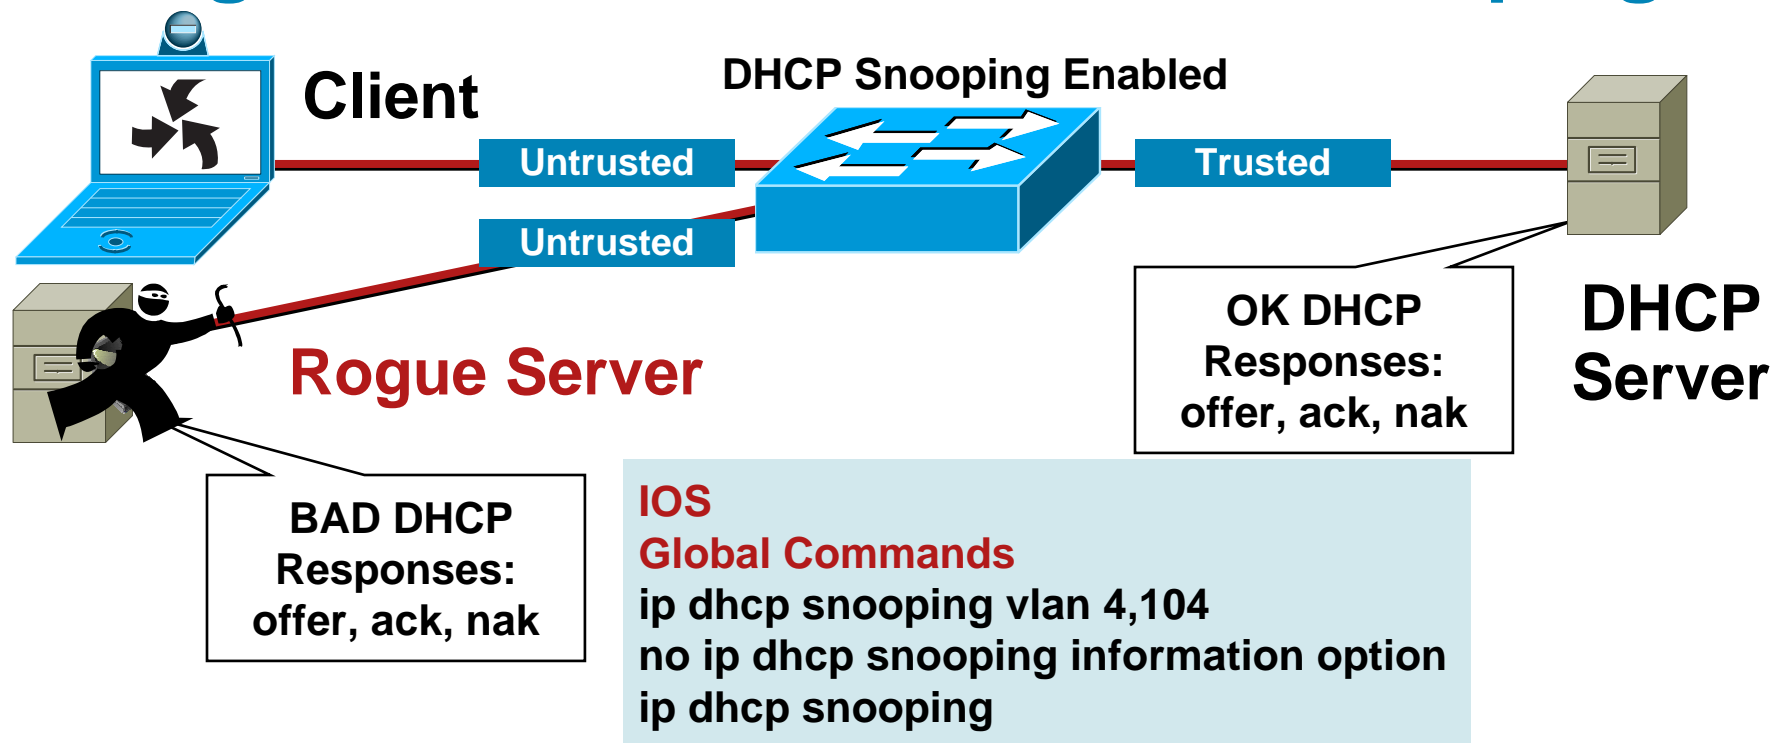 Client
DHCP Snooping Enabled
Untrusted
Trusted
Untrusted
DHCP
Server
OK DHCP
Responses:
offer, ack, nak
Rogue Server
BAD DHCP
Responses:
offer, ack, nak
IOS
Global Commands
ip dhcp snooping vlan 4,104
no ip dhcp snooping information option
ip dhcp snooping